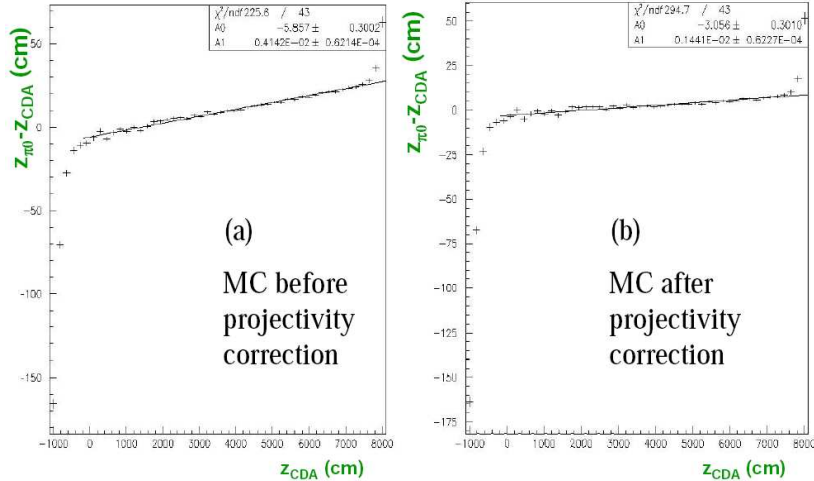 χ²/ndf 225.6 / 43
A0 -5.857 ± 0.3002
A1 0.4142E-02 ± 0.6214E-04
z_π0-z_CDA (cm)
50
0
-50
-100
-150
(a)
MC before
projectivity
correction
-1000 0 1000 2000 3000 4000 5000 6000 7000 8000
z_CDA (cm)
χ²/ndf 294.7 / 43
A0 -3.056 ± 0.3010
A1 0.1441E-02 ± 0.6227E-04
z_π0-z_CDA (cm)
50
25
0
-25
-50
-75
-100
-125
-150
-175
(b)
MC after
projectivity
correction
-1000 0 1000 2000 3000 4000 5000 6000 7000 8000
z_CDA (cm)